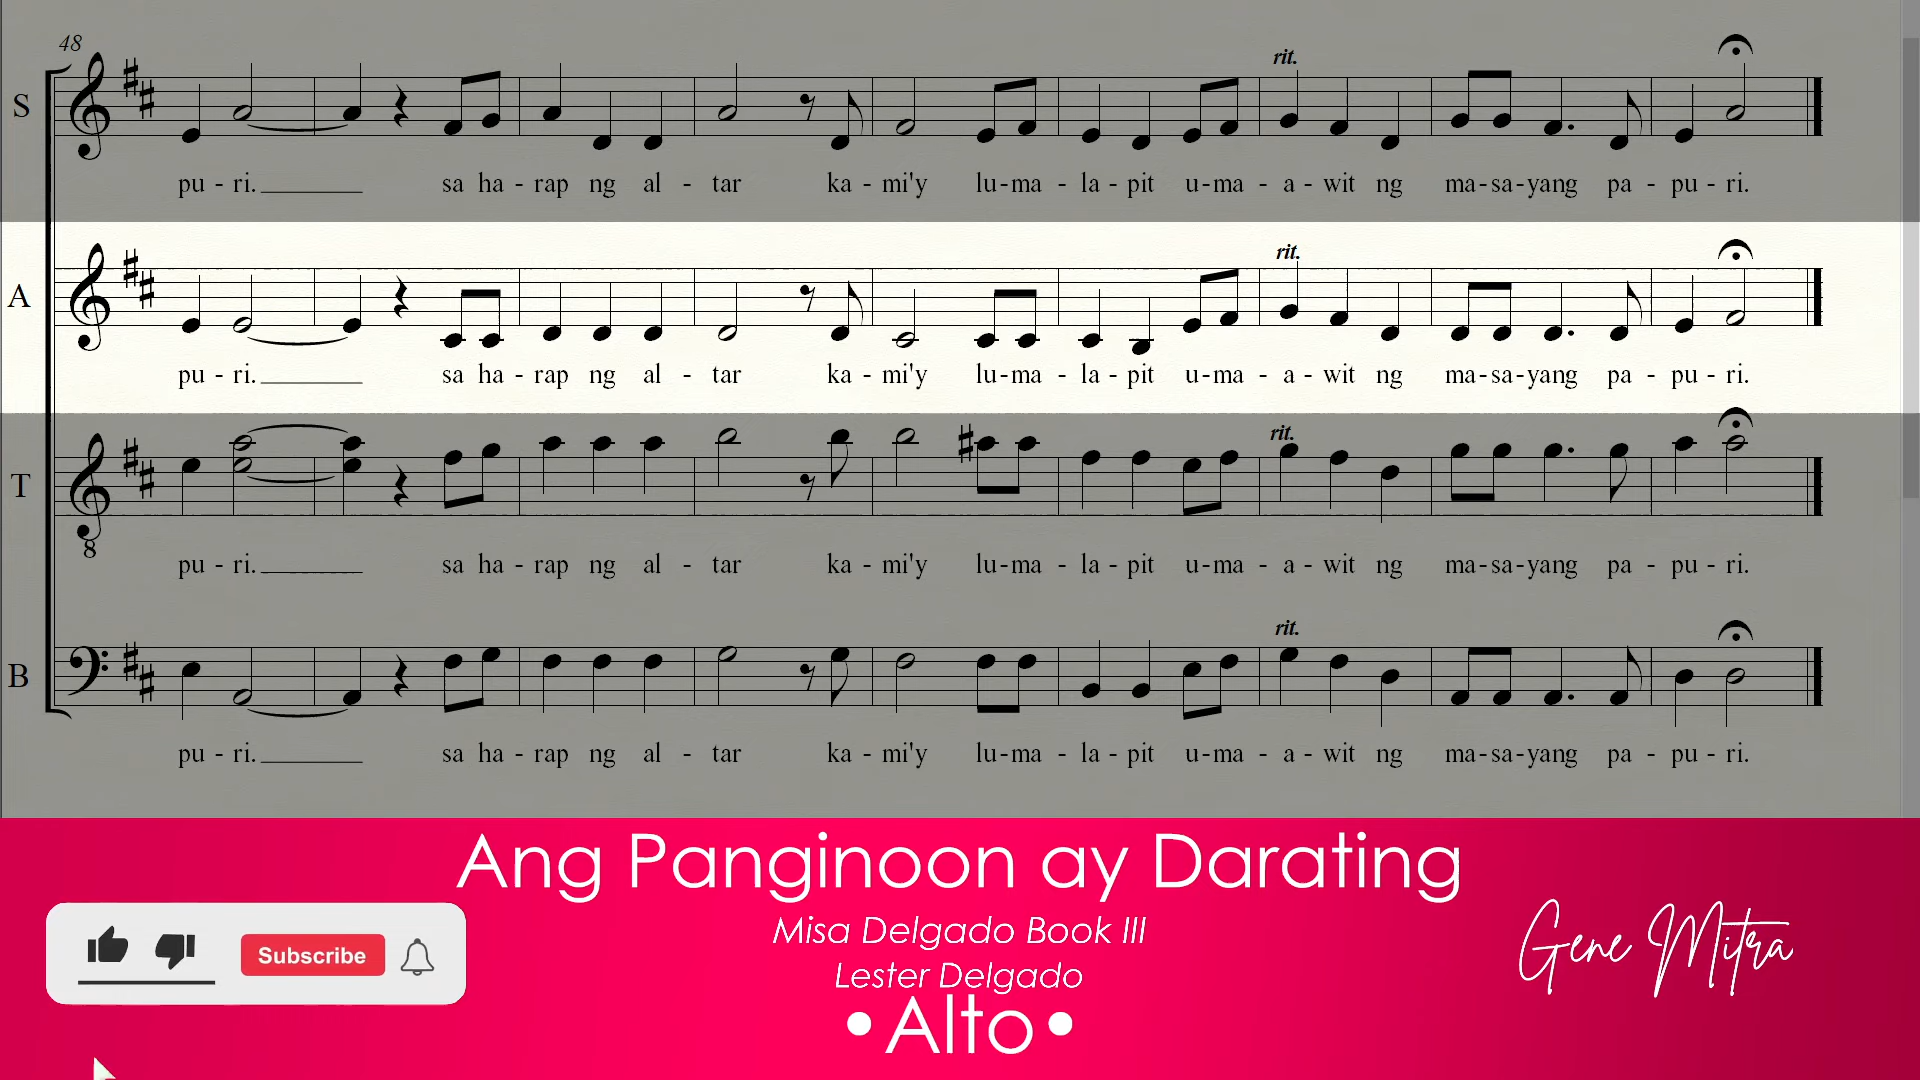 48
rit.
S
pu - ri. sa ha - rap ng al - tar ka - mi'y lu - ma - la - pit u - ma - a - wit ng ma - sa - yang pa - pu - ri.
rit.
A
pu - ri. sa ha - rap ng al - tar ka - mi'y lu - ma - la - pit u - ma - a - wit ng ma - sa - yang pa - pu - ri.
rit.
T
8
pu - ri. sa ha - rap ng al - tar ka - mi'y lu - ma - la - pit u - ma - a - wit ng ma - sa - yang pa - pu - ri.
rit.
B
pu - ri. sa ha - rap ng al - tar ka - mi'y lu - ma - la - pit u - ma - a - wit ng ma - sa - yang pa - pu - ri.
Ang Panginoon ay Darating
Misa Delgado Book III
Lester Delgado
•Alto•
Subscribe
Gene Mitra